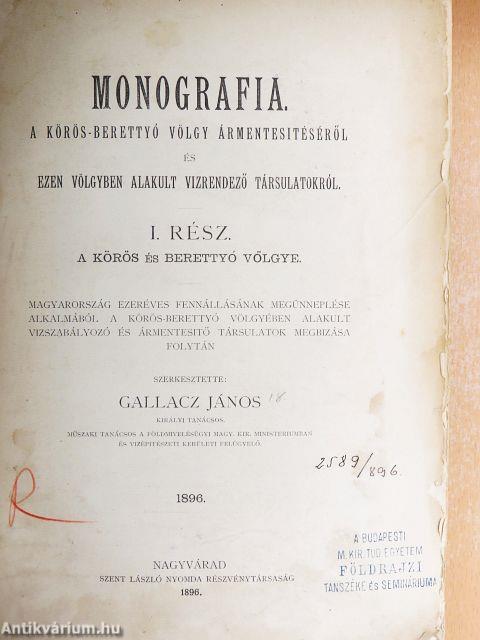 MONOGRAFIA.
A KÖRÖS-BERETTYÓ VÖLGY ÁRMENTESITÉSÉRŐL
ÉS
EZEN VÖLGYBEN ALAKULT VIZRENDEZŐ TÁRSULATOKRÓL.
I. RÉSZ.
A KÖRÖS ÉS BERETTYÓ VÖLGYE.
MAGYARORSZÁG EZERÉVES FENNÁLLÁSÁNAK MEGÜNNEPLÉSE
ALKALMÁBÓL A KÖRÖS-BERETTYÓ VÖLGYÉBEN ALAKULT
VIZSZABÁLYOZÓ ÉS ÁRMENTESITŐ TÁRSULATOK MEGBIZÁSA
FOLYTÁN
SZERKESZTETTE:
GALLACZ JÁNOS 18
KIRÁLYI TANÁCSOS.
MŰSZAKI TANÁCSOS A FÖLDMIVELÉSÜGYI MAGY. KIR. MINISTERIUMBAN
ÉS VIZÉPITÉSZETI KERÜLETI FELÜGYELŐ.
2589/896.
R
1896.
A BUDAPESTI
M. KIR. TUD. EGYETEM
FÖLDRAJZI
TANSZÉKE és SEMINÁRIUMA
NAGYVÁRAD
SZENT LÁSZLÓ NYOMDA RÉSZVÉNYTÁRSASÁG
1896.
Antikvárium.hu